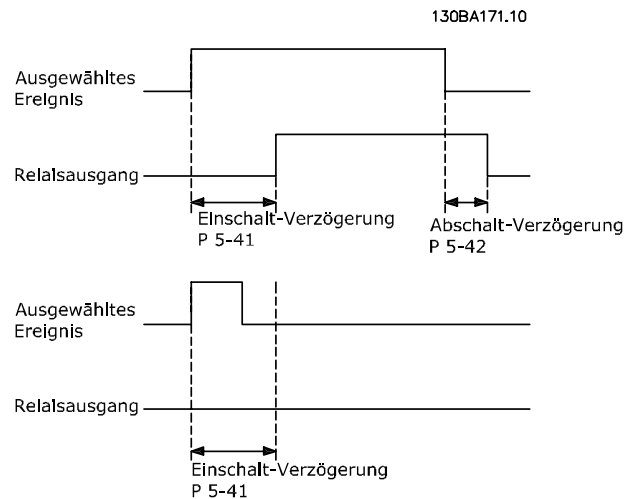 130BA171.10
Ausgewähltes
Ereignis
Relaisausgang
Einschalt-Verzögerung
P 5-41
Abschalt-Verzögerung
P 5-42
Ausgewähltes
Ereignis
Relaisausgang
Einschalt-Verzögerung
P 5-41